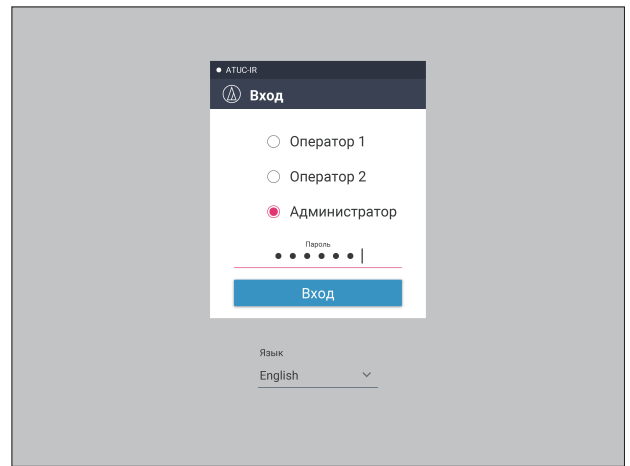 ATUC-IR
Вход
Оператор 1
Оператор 2
Администратор
Пароль
Вход
Язык
English